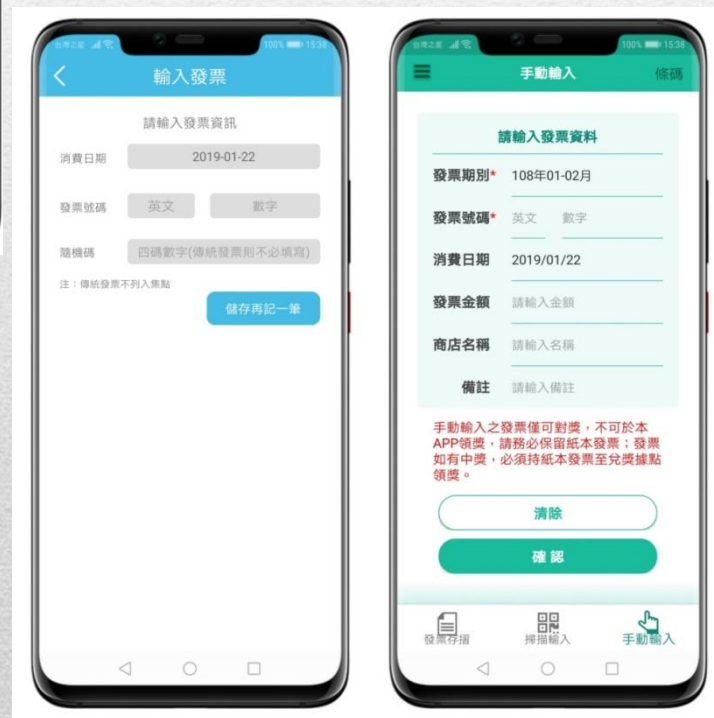 台灣之星
100% 15:38
輸入發票
請輸入發票資訊
消費日期 2019-01-22
發票號碼 英文 數字
隨機碼 四碼數字(傳統發票則不必填寫)
注：傳統發票不列入集點
儲存再記一筆
台灣之星
100% 15:38
手動輸入 條碼
請輸入發票資料
發票期別* 108年01-02月
發票號碼* 英文 數字
消費日期 2019/01/22
發票金額 請輸入金額
商店名稱 請輸入名稱
備註 請輸入備註
手動輸入之發票僅可對獎，不可於本
APP領獎，請務必保留紙本發票；發票
如有中獎，必須持紙本發票至兌獎據點
領獎。
清除
確認
發票存摺 掃描輸入 手動輸入